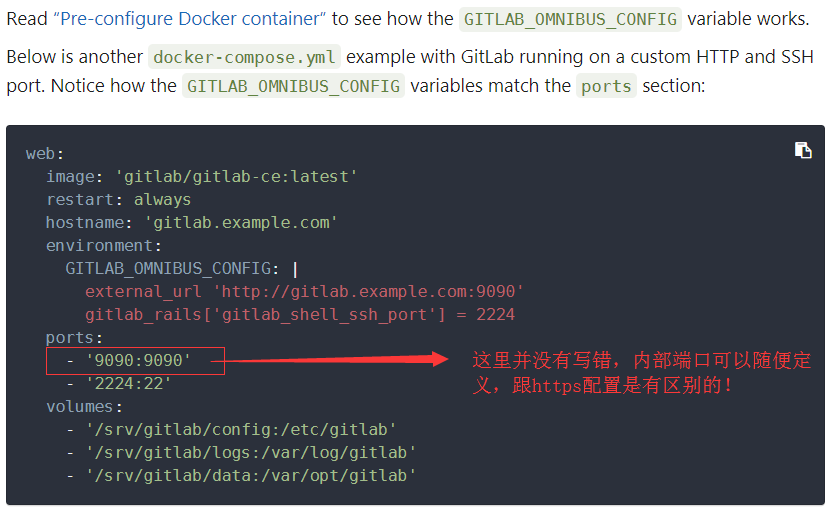 Read “Pre-configure Docker container” to see how the GITLAB_OMNIBUS_CONFIG variable works.
Below is another docker-compose.yml example with GitLab running on a custom HTTP and SSH
port. Notice how the GITLAB_OMNIBUS_CONFIG variables match the ports section:
web:
  image: 'gitlab/gitlab-ce:latest'
  restart: always
  hostname: 'gitlab.example.com'
  environment:
    GITLAB_OMNIBUS_CONFIG: |
      external_url 'http://gitlab.example.com:9090'
      gitlab_rails['gitlab_shell_ssh_port'] = 2224
  ports:
    - '9090:9090'
    - '2224:22'
  volumes:
    - '/srv/gitlab/config:/etc/gitlab'
    - '/srv/gitlab/logs:/var/log/gitlab'
    - '/srv/gitlab/data:/var/opt/gitlab'
这里并没有写错，内部端口可以随便定
义，跟https配置是有区别的！